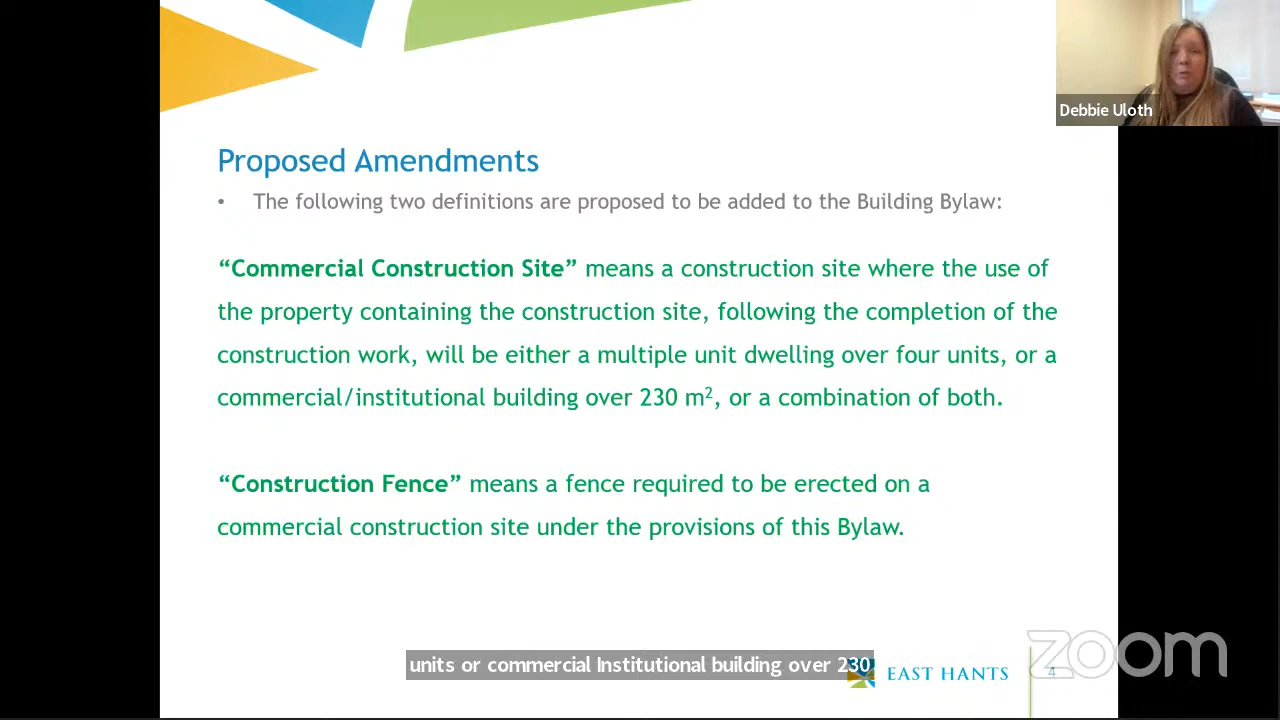 Debbie Uloth
Proposed Amendments
• The following two definitions are proposed to be added to the Building Bylaw:
“Commercial Construction Site” means a construction site where the use of
the property containing the construction site, following the completion of the
construction work, will be either a multiple unit dwelling over four units, or a
commercial/institutional building over 230 m², or a combination of both.
“Construction Fence” means a fence required to be erected on a
commercial construction site under the provisions of this Bylaw.
units or commercial Institutional building over 230
EAST HANTS
4
zoom